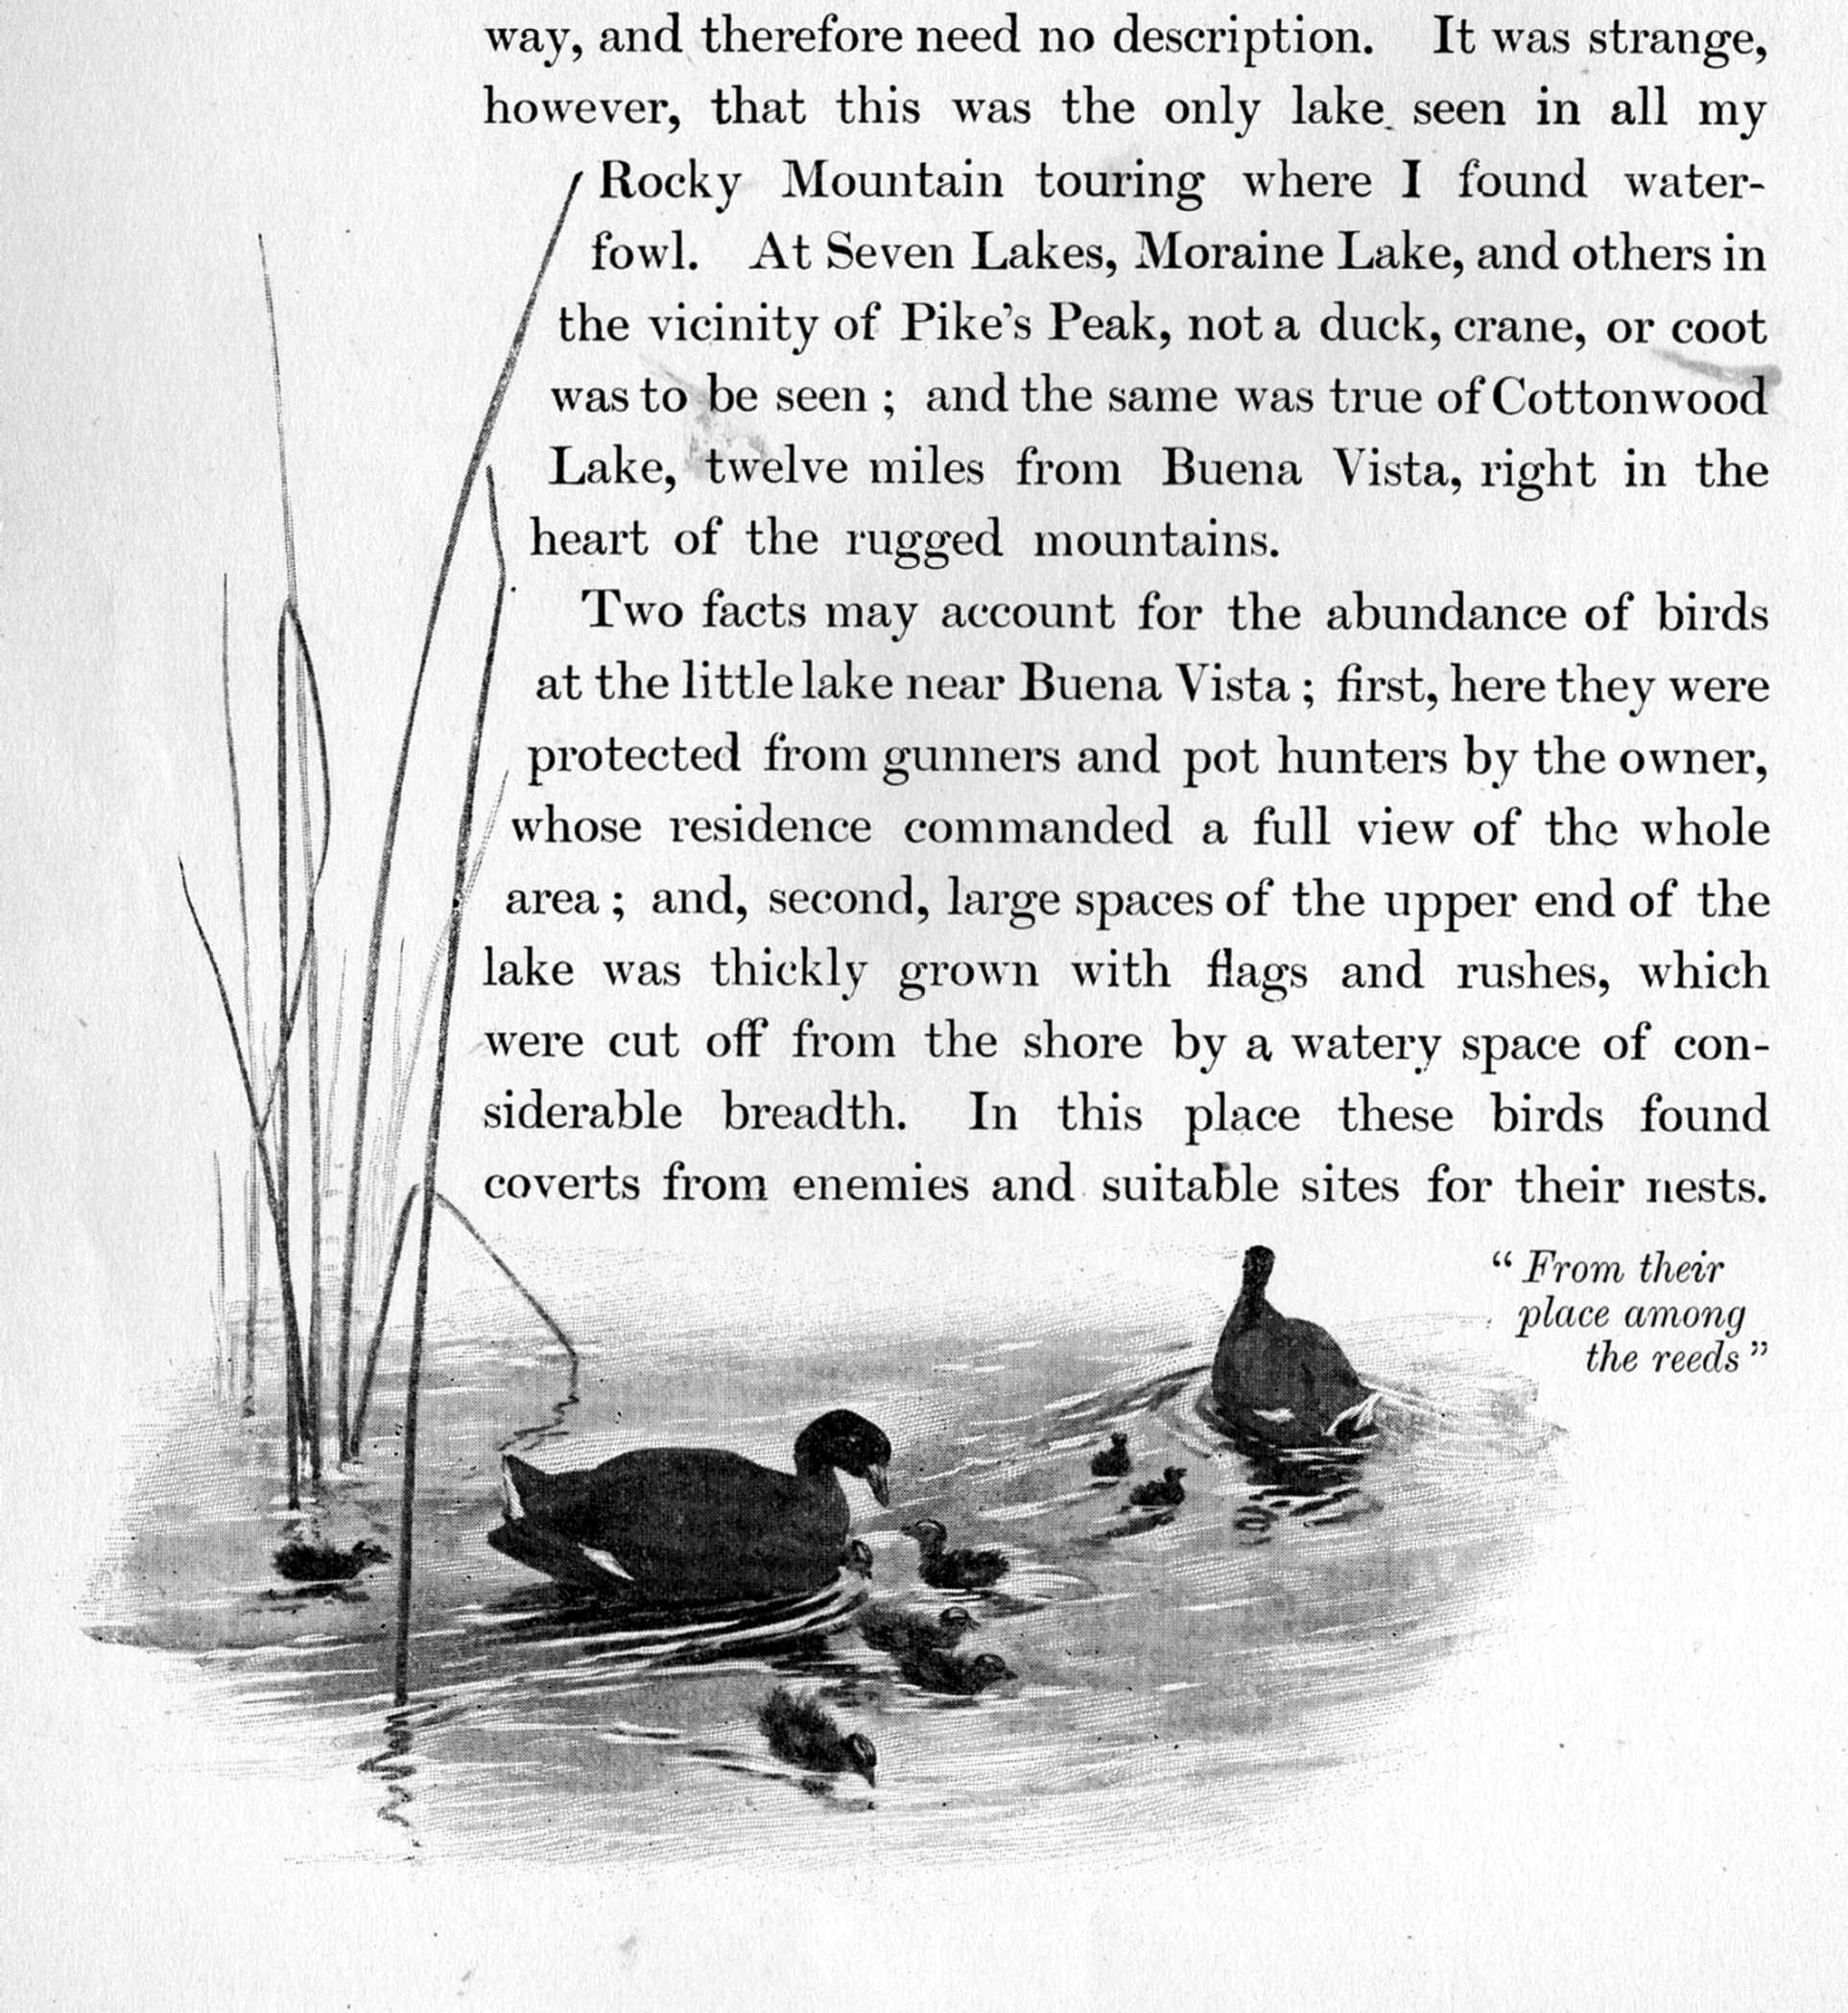 way, and therefore need no description. It was strange,
however, that this was the only lake seen in all my
Rocky Mountain touring where I found water-
fowl. At Seven Lakes, Moraine Lake, and others in
the vicinity of Pike's Peak, not a duck, crane, or coot
was to be seen ; and the same was true of Cottonwood
Lake, twelve miles from Buena Vista, right in the
heart of the rugged mountains.
Two facts may account for the abundance of birds
at the little lake near Buena Vista ; first, here they were
protected from gunners and pot hunters by the owner,
whose residence commanded a full view of the whole
area ; and, second, large spaces of the upper end of the
lake was thickly grown with flags and rushes, which
were cut off from the shore by a watery space of con-
siderable breadth. In this place these birds found
coverts from enemies and suitable sites for their nests.
“ From their
place among
the reeds ”